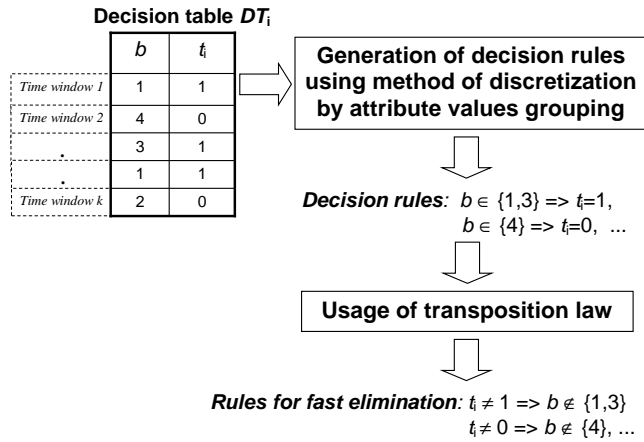 Decision table DTi
b ti
Time window 1 1 1
Time window 2 4 0
. 3 1
. 1 1
Time window k 2 0
Generation of decision rules
using method of discretization
by attribute values grouping
Decision rules: b ∈ {1,3} => ti=1,
b ∈ {4} => ti=0, ...
Usage of transposition law
Rules for fast elimination: ti ≠ 1 => b ∉ {1,3}
ti ≠ 0 => b ∉ {4}, ...